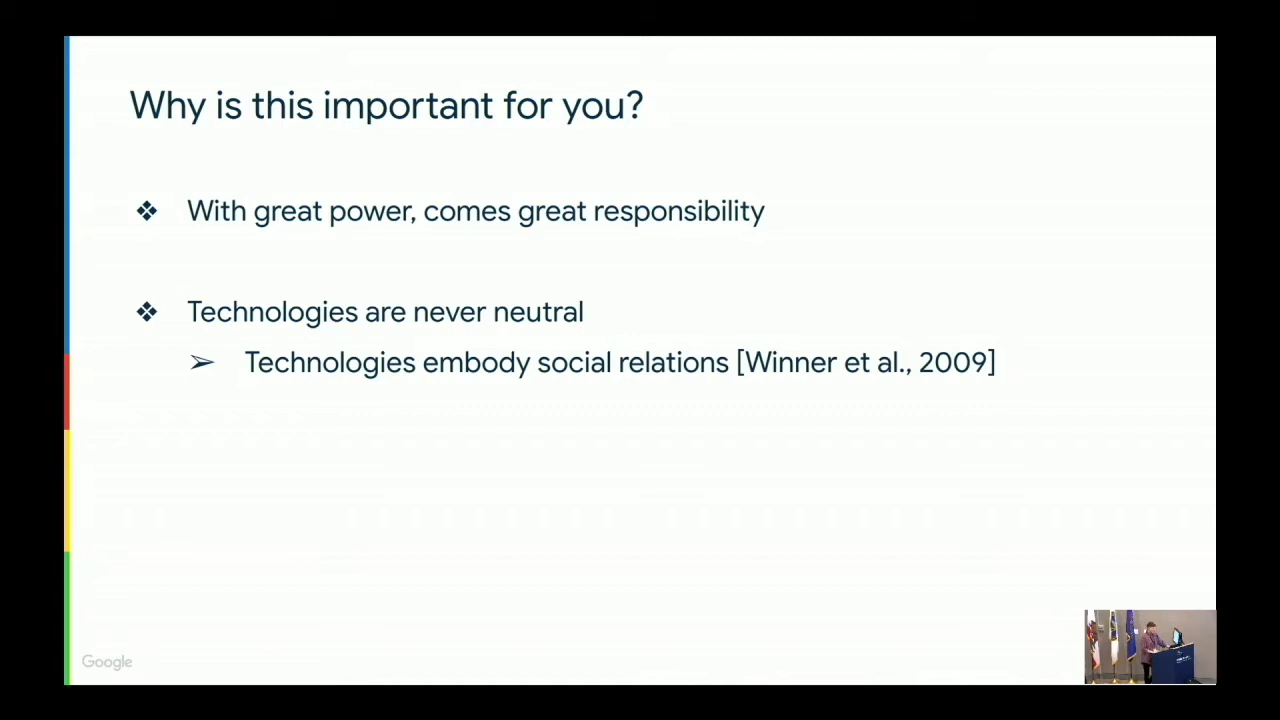 Why is this important for you?
❖ With great power, comes great responsibility
❖ Technologies are never neutral
➢ Technologies embody social relations [Winner et al., 2009]
Google